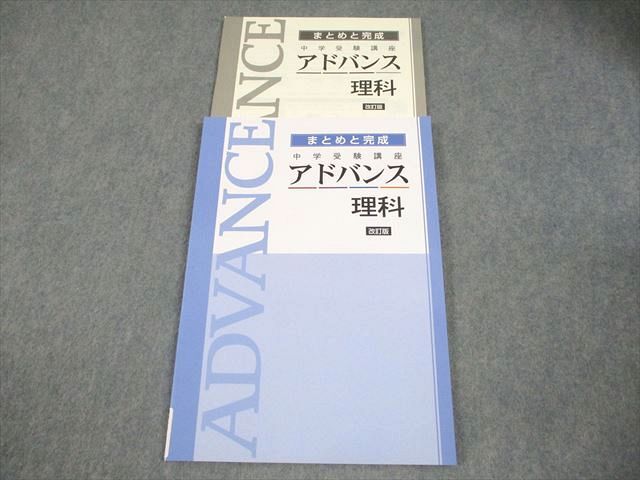 まとめと完成
中学受験講座
アドバンス
理科
改訂版
ADVANCE
まとめと完成
中学受験講座
アドバンス
理科
改訂版
NCE